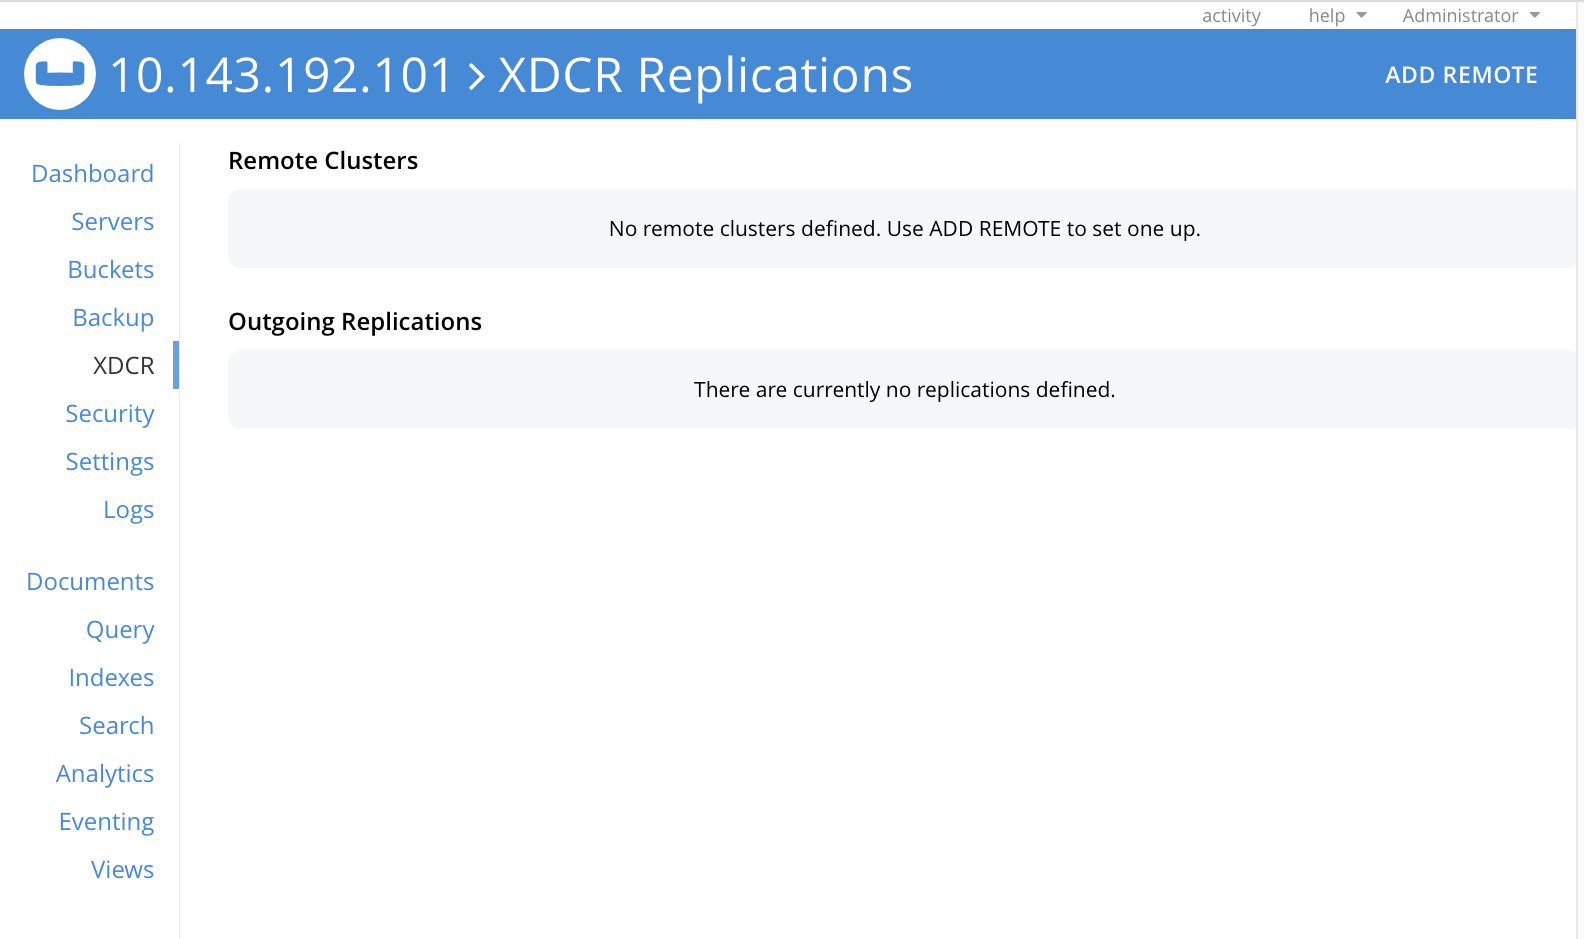 activity help Administrator
10.143.192.101 > XDCR Replications ADD REMOTE
Dashboard
Servers
Buckets
Backup
XDCR
Security
Settings
Logs
Documents
Query
Indexes
Search
Analytics
Eventing
Views
Remote Clusters
No remote clusters defined. Use ADD REMOTE to set one up.
Outgoing Replications
There are currently no replications defined.